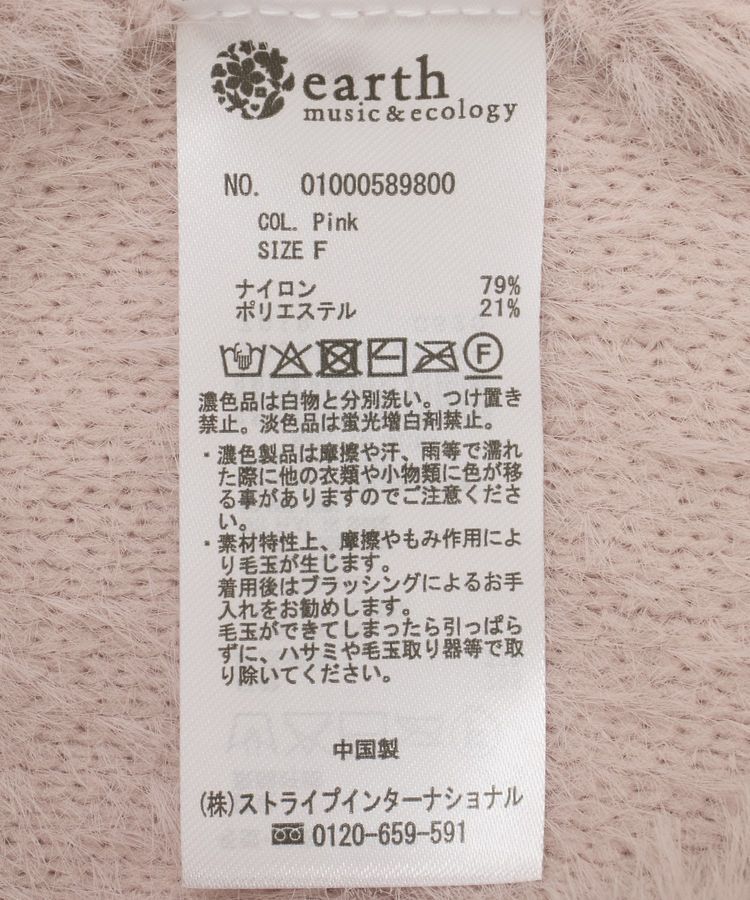 earth
music & ecology
NO. 01000589800
COL. Pink
SIZE F
ナイロン 79%
ポリエステル 21%
F
濃色品は白物と分別洗い。つけ置き
禁止。淡色品は蛍光増白剤禁止。
・濃色製品は摩擦や汗、雨等で濡れ
た際に他の衣類や小物類に色が移
る事がありますのでご注意くださ
い。
・素材特性上、摩擦やもみ作用によ
り毛玉が生じます。
着用後はブラッシングによるお手
入れをお勧めします。
毛玉ができてしまったら引っぱら
ずに、ハサミや毛玉取り器等で取
り除いてください。
中国製
(株)ストライプインターナショナル
0120-659-591